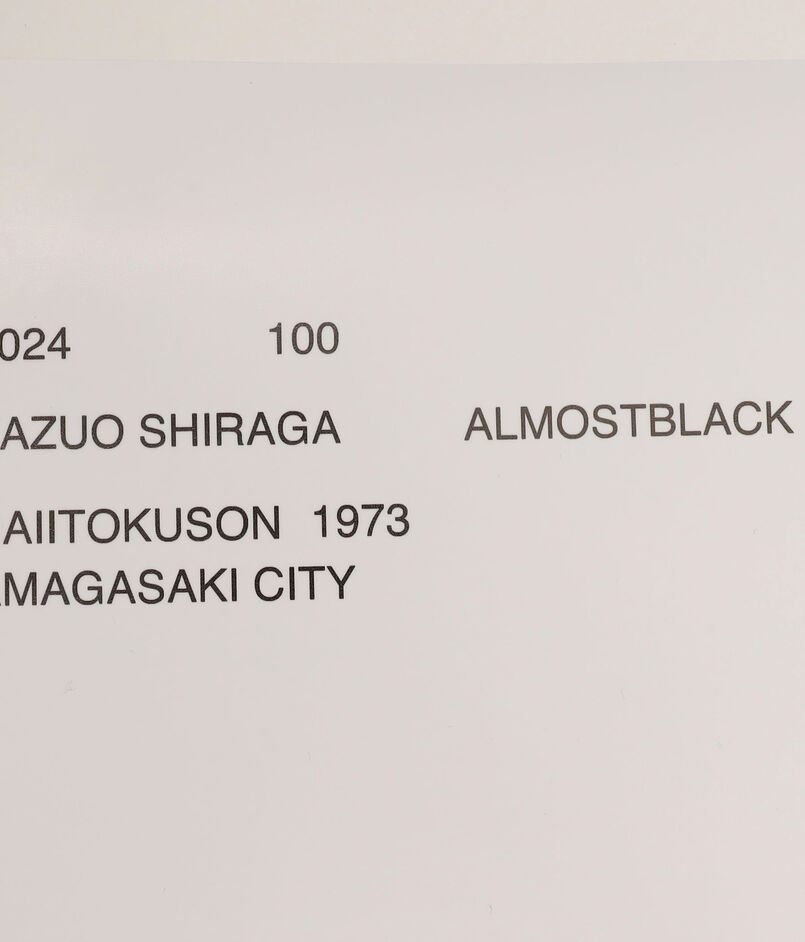 024 100
AZUO SHIRAGA ALMOSTBLACK
AIITOKUSON 1973
MAGASAKI CITY